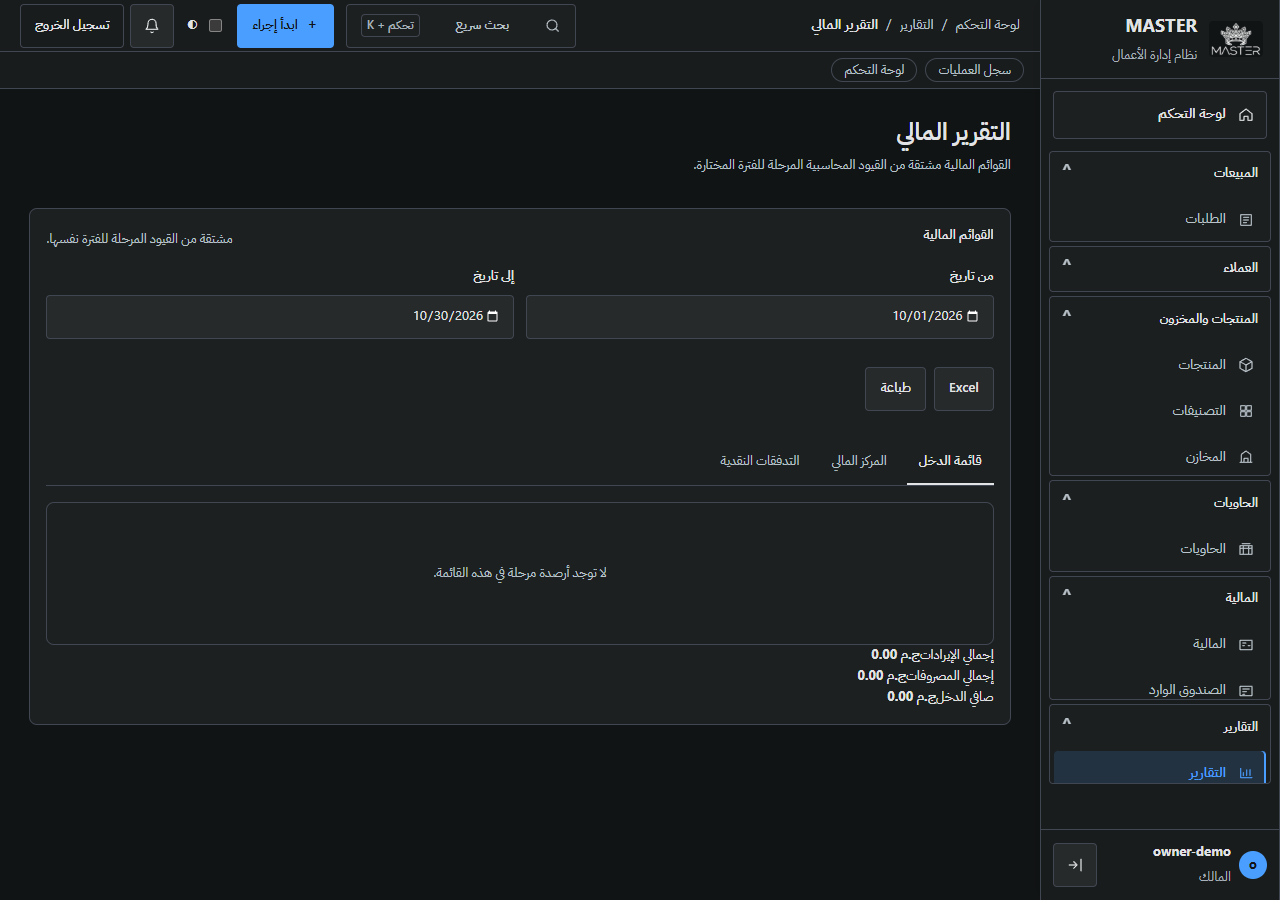 MASTER
نظام إدارة الأعمال
MASTER
لوحة التحكم
المبيعات
الطلبات
العملاء
المنتجات والمخزون
المنتجات
التصنيفات
المخازن
الحاويات
الحاويات
المالية
المالية
الصندوق الوارد
التقارير
التقارير
owner-demo
المالك
o
لوحة التحكم / التقارير / التقرير المالي
بحث سريع
تحكم + K
+ ابدأ إجراء
تسجيل الخروج
سجل العمليات
لوحة التحكم
التقرير المالي
القوائم المالية مشتقة من القيود المحاسبية المرحلة للفترة المختارة.
القوائم المالية
مشتقة من القيود المرحلة للفترة نفسها.
من تاريخ
10/01/2026
إلى تاريخ
10/30/2026
Excel
طباعة
قائمة الدخل
المركز المالي
التدفقات النقدية
لا توجد أرصدة مرحلة في هذه القائمة.
إجمالي الإيرادات ج.م 0.00
إجمالي المصروفات ج.م 0.00
صافي الدخل ج.م 0.00